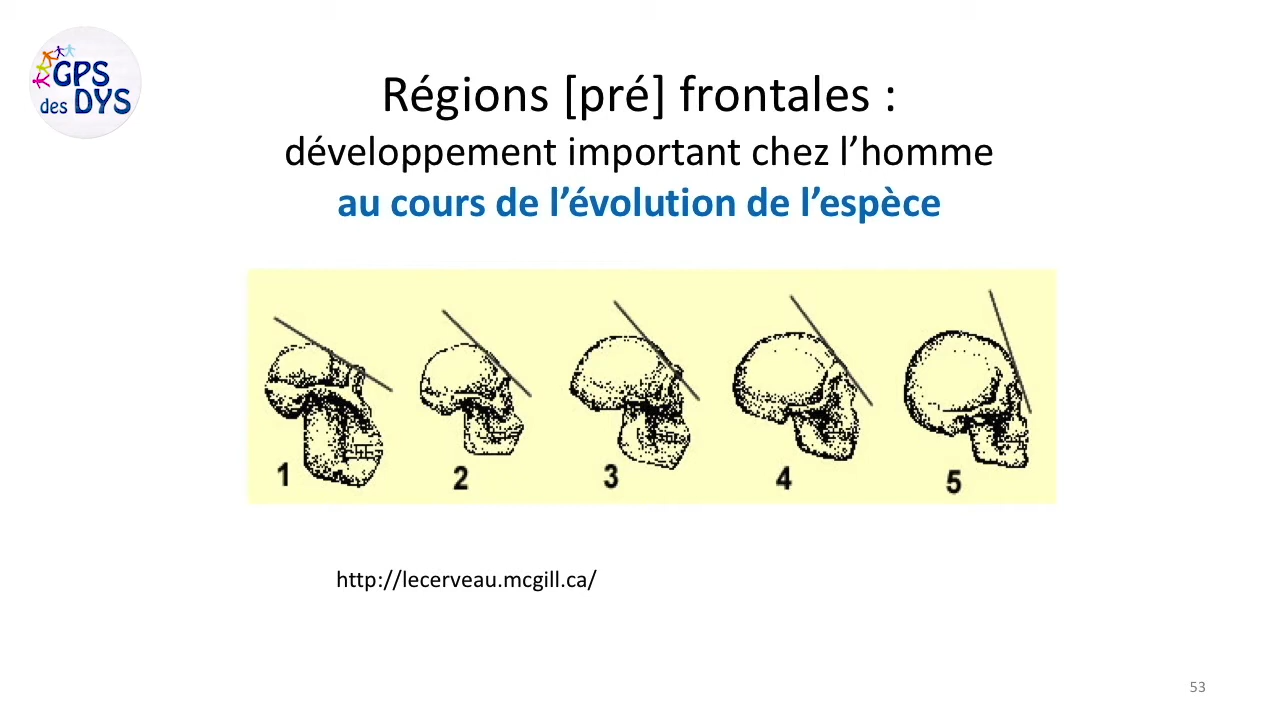 GPS
des DYS
Régions [pré] frontales :
développement important chez l’homme
au cours de l’évolution de l’espèce
1 2 3 4 5
http://lecerveau.mcgill.ca/
53